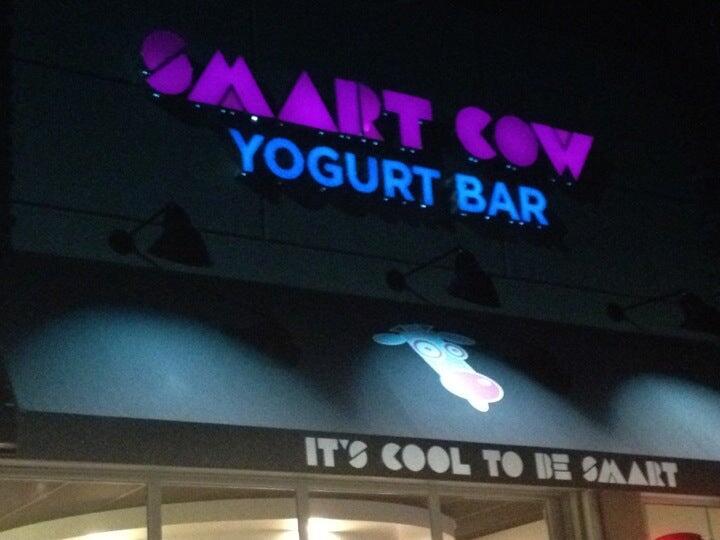 SMART COW
YOGURT BAR
IT'S COOL TO BE SMART